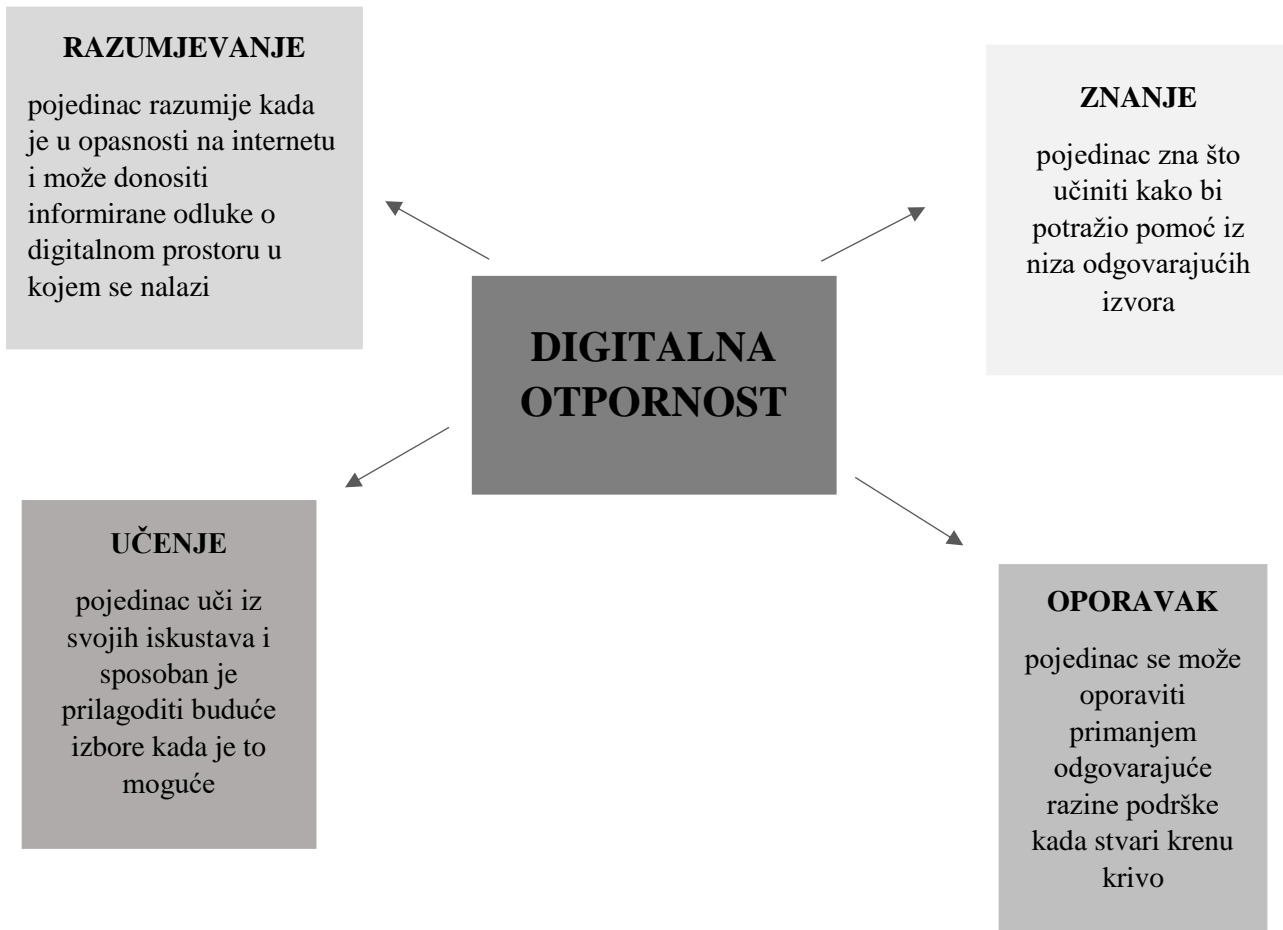 RAZUMJEVANJE
pojedinac razumije kada
je u opasnosti na internetu
i može donositi
informirane odluke o
digitalnom prostoru u
kojem se nalazi
ZNANJE
pojedinac zna što
učiniti kako bi
potražio pomoć iz
niza odgovarajućih
izvora
DIGITALNA
OTPORNOST
UČENJE
pojedinac uči iz
svojih iskustava i
sposoban je
prilagoditi buduće
izbore kada je to
moguće
OPORAVAK
pojedinac se može
oporaviti
primanjem
odgovarajuće
razine podrške
kada stvari krenu
krivo